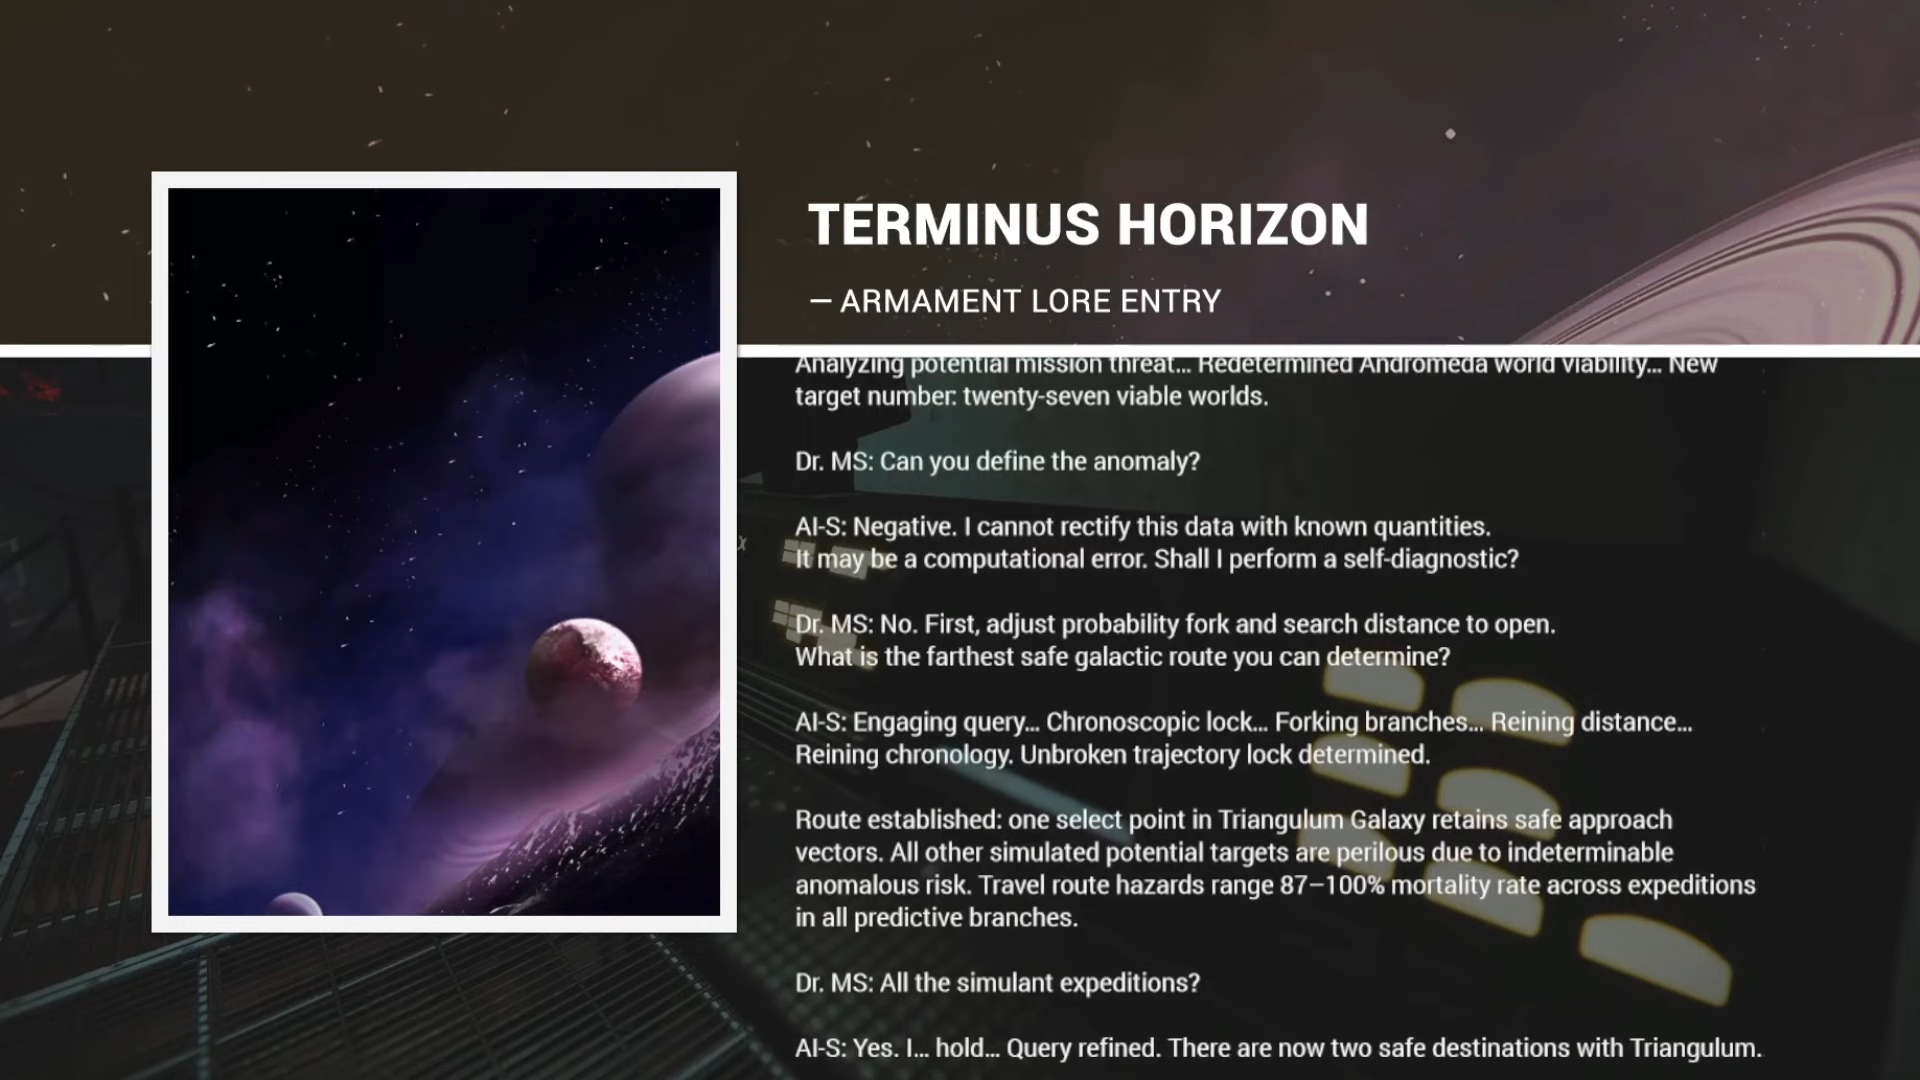 TERMINUS HORIZON
– ARMAMENT LORE ENTRY
Analyzing potential mission threat... Redetermined Andromeda world viability... New
target number: twenty-seven viable worlds.
Dr. MS: Can you define the anomaly?
AI-S: Negative. I cannot rectify this data with known quantities.
It may be a computational error. Shall I perform a self-diagnostic?
Dr. MS: No. First, adjust probability fork and search distance to open.
What is the farthest safe galactic route you can determine?
AI-S: Engaging query... Chronoscopic lock... Forking branches... Reining distance...
Reining chronology. Unbroken trajectory lock determined.
Route established: one select point in Triangulum Galaxy retains safe approach
vectors. All other simulated potential targets are perilous due to indeterminable
anomalous risk. Travel route hazards range 87–100% mortality rate across expeditions
in all predictive branches.
Dr. MS: All the simulant expeditions?
AI-S: Yes. I... hold... Query refined. There are now two safe destinations with Triangulum.